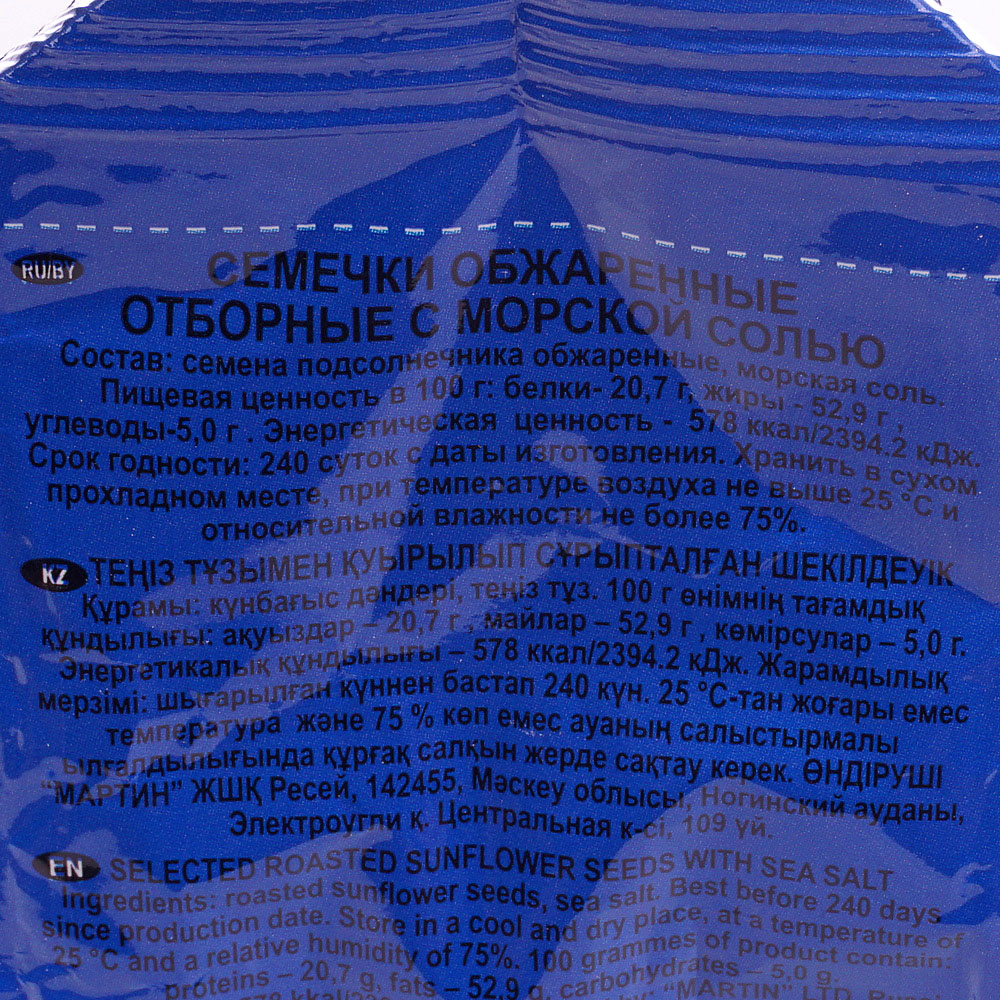 RU/BY
СЕМЕЧКИ ОБЖАРЕННЫЕ
ОТБОРНЫЕ С МОРСКОЙ СОЛЬЮ
Состав: семена подсолнечника обжаренные, морская соль.
Пищевая ценность в 100 г: белки- 20,7 г, жиры - 52,9 г ,
углеводы-5,0 г . Энергетическая ценность - 578 ккал/2394.2 кДж.
Срок годности: 240 суток с даты изготовления. Хранить в сухом
прохладном месте, при температуре воздуха не выше 25 °С и
относительной влажности не более 75%.
KZ ТЕҢІЗ ТҰЗЫМЕН ҚУЫРЫЛЫП СҰРЫПТАЛҒАН ШЕКІЛДЕУІК
Құрамы: күнбағыс дәндері, теңіз тұз. 100 г өнімнің тағамдық
құндылығы: ақуыздар – 20,7 г , майлар – 52,9 г , көмірсулар – 5,0 г.
Энергетикалық құндылығы – 578 ккал/2394.2 кДж. Жарамдылық
мерзімі: шығарылған күннен бастап 240 күн. 25 °С-тан жоғары емес
температура және 75 % көп емес ауаның салыстырмалы
ылғалдылығында құрғақ салқын жерде сақтау керек. ӨНДІРУШІ
“МАРТИН” ЖШҚ Ресей, 142455, Мәскеу облысы, Ногинский ауданы,
Электроугли қ. Центральная к-сі, 109 үй.
EN SELECTED ROASTED SUNFLOWER SEEDS WITH SEA SALT
Ingredients: roasted sunflower seeds, sea salt. Best before 240 days
since production date. Store in a cool and dry place, at a temperature of
25 °C and a relative humidity of 75%. 100 grammes of product contain:
proteins – 20,7 g, fats – 52,9 g, carbohydrates – 5,0 g.
“MARTIN” LTD,